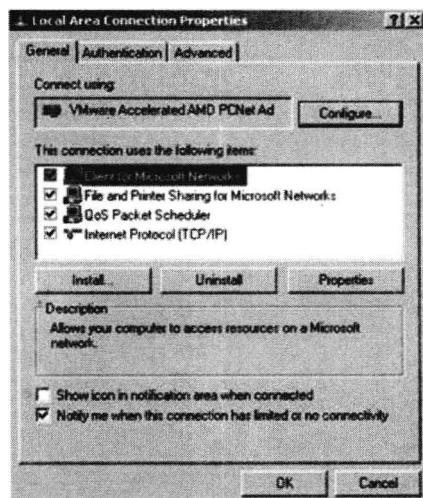 Local Area Connection Properties
General Authentication Advanced
Connect using:
VMware Accelerated AMD PCNet Ad Configure...
This connection uses the following items:
Client for Microsoft Networks
File and Printer Sharing for Microsoft Networks
QoS Packet Scheduler
Internet Protocol (TCP/IP)
Install... Uninstall Properties
Description
Allows your computer to access resources on a Microsoft
network.
Show icon in notification area when connected
Notify me when this connection has limited or no connectivity
OK Cancel